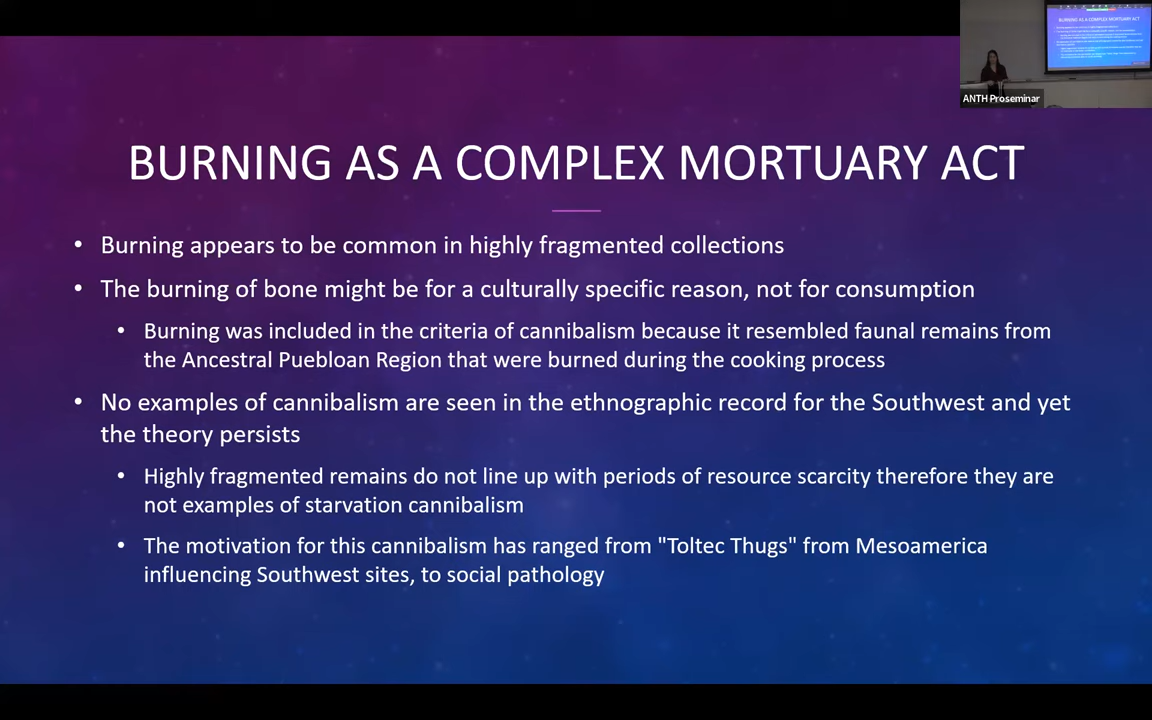 BURNING AS A COMPLEX MORTUARY ACT
ANTH Proseminar
BURNING AS A COMPLEX MORTUARY ACT
• Burning appears to be common in highly fragmented collections
• The burning of bone might be for a culturally specific reason, not for consumption
• Burning was included in the criteria of cannibalism because it resembled faunal remains from
the Ancestral Puebloan Region that were burned during the cooking process
• No examples of cannibalism are seen in the ethnographic record for the Southwest and yet
the theory persists
• Highly fragmented remains do not line up with periods of resource scarcity therefore they are
not examples of starvation cannibalism
• The motivation for this cannibalism has ranged from "Toltec Thugs" from Mesoamerica
influencing Southwest sites, to social pathology